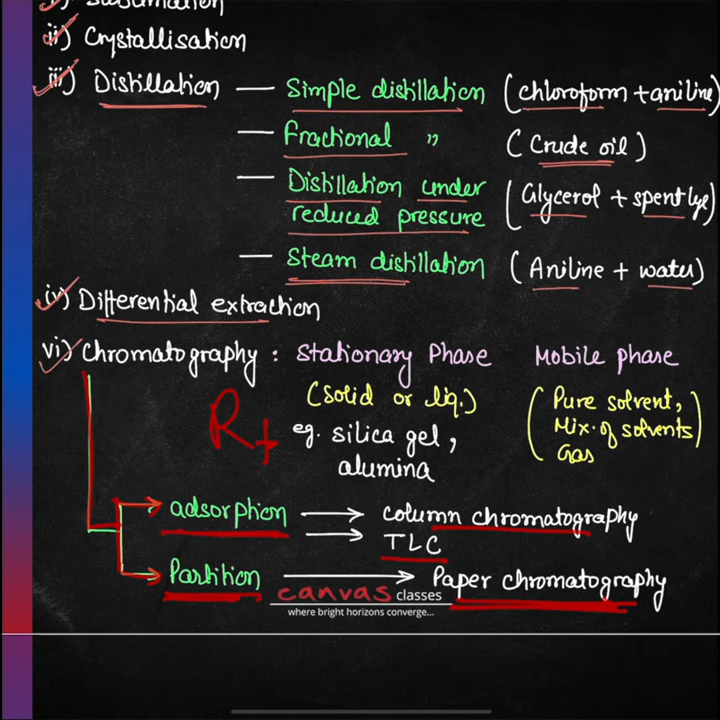 i) Sublimation
ii) Crystallisation
iii) Distillation — Simple distillation (chloroform + aniline)
— Fractional " (Crude oil)
— Distillation under reduced pressure (Glycerol + spent lye)
— Steam distillation (Aniline + water)
iv) Differential extraction
vi) Chromatography : Stationary Phase Mobile phase
(Solid or liq.) (Pure solvent,
Rf eg. silica gel, Mix. of solvents
alumina Gas)
adsorption → column chromatography
→ TLC
Partition → Paper chromatography
canvas classes
where bright horizons converge...